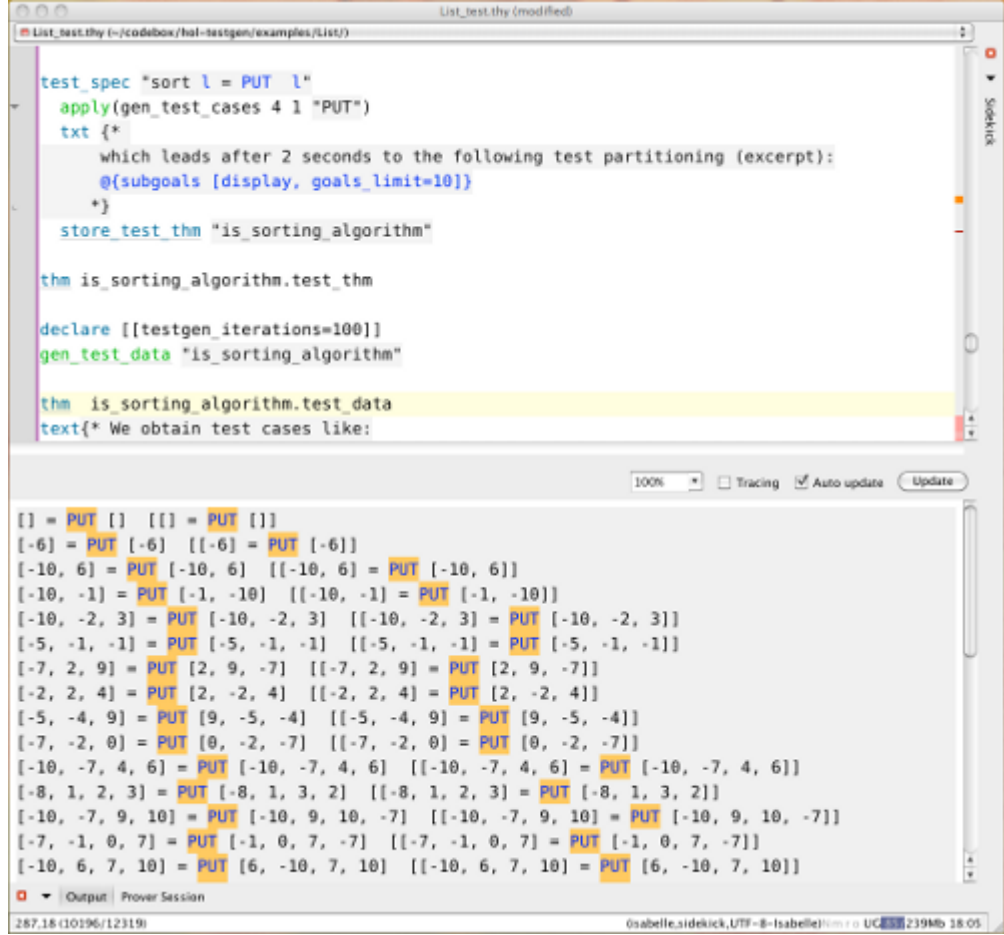 List_test.thy (modified)
List_test.thy (~/codebox/hol-testgen/examples/List/)
test_spec "sort l = PUT  l"
apply(gen_test_cases 4 1 "PUT")
txt {*
which leads after 2 seconds to the following test partitioning (excerpt):
@{subgoals [display, goals_limit=10]}
*}
store_test_thm "is_sorting_algorithm"
thm is_sorting_algorithm.test_thm
declare [[testgen_iterations=100]]
gen_test_data "is_sorting_algorithm"
thm  is_sorting_algorithm.test_data
text{* We obtain test cases like:
Sidekick
100% Tracing Auto update Update
[] = PUT []  [[] = PUT []]
[-6] = PUT [-6]  [[-6] = PUT [-6]]
[-10, 6] = PUT [-10, 6]  [[-10, 6] = PUT [-10, 6]]
[-10, -1] = PUT [-1, -10]  [[-10, -1] = PUT [-1, -10]]
[-10, -2, 3] = PUT [-10, -2, 3]  [[-10, -2, 3] = PUT [-10, -2, 3]]
[-5, -1, -1] = PUT [-5, -1, -1]  [[-5, -1, -1] = PUT [-5, -1, -1]]
[-7, 2, 9] = PUT [2, 9, -7]  [[-7, 2, 9] = PUT [2, 9, -7]]
[-2, 2, 4] = PUT [2, -2, 4]  [[-2, 2, 4] = PUT [2, -2, 4]]
[-5, -4, 9] = PUT [9, -5, -4]  [[-5, -4, 9] = PUT [9, -5, -4]]
[-7, -2, 0] = PUT [0, -2, -7]  [[-7, -2, 0] = PUT [0, -2, -7]]
[-10, -7, 4, 6] = PUT [-10, -7, 4, 6]  [[-10, -7, 4, 6] = PUT [-10, -7, 4, 6]]
[-8, 1, 2, 3] = PUT [-8, 1, 3, 2]  [[-8, 1, 2, 3] = PUT [-8, 1, 3, 2]]
[-10, -7, 9, 10] = PUT [-10, 9, 10, -7]  [[-10, -7, 9, 10] = PUT [-10, 9, 10, -7]]
[-7, -1, 0, 7] = PUT [-1, 0, 7, -7]  [[-7, -1, 0, 7] = PUT [-1, 0, 7, -7]]
[-10, 6, 7, 10] = PUT [6, -10, 7, 10]  [[-10, 6, 7, 10] = PUT [6, -10, 7, 10]]
Output Prover Session
287,18 (10196/12319) (isabelle,sidekick,UTF-8-Isabelle) UG 239Mb 18:05